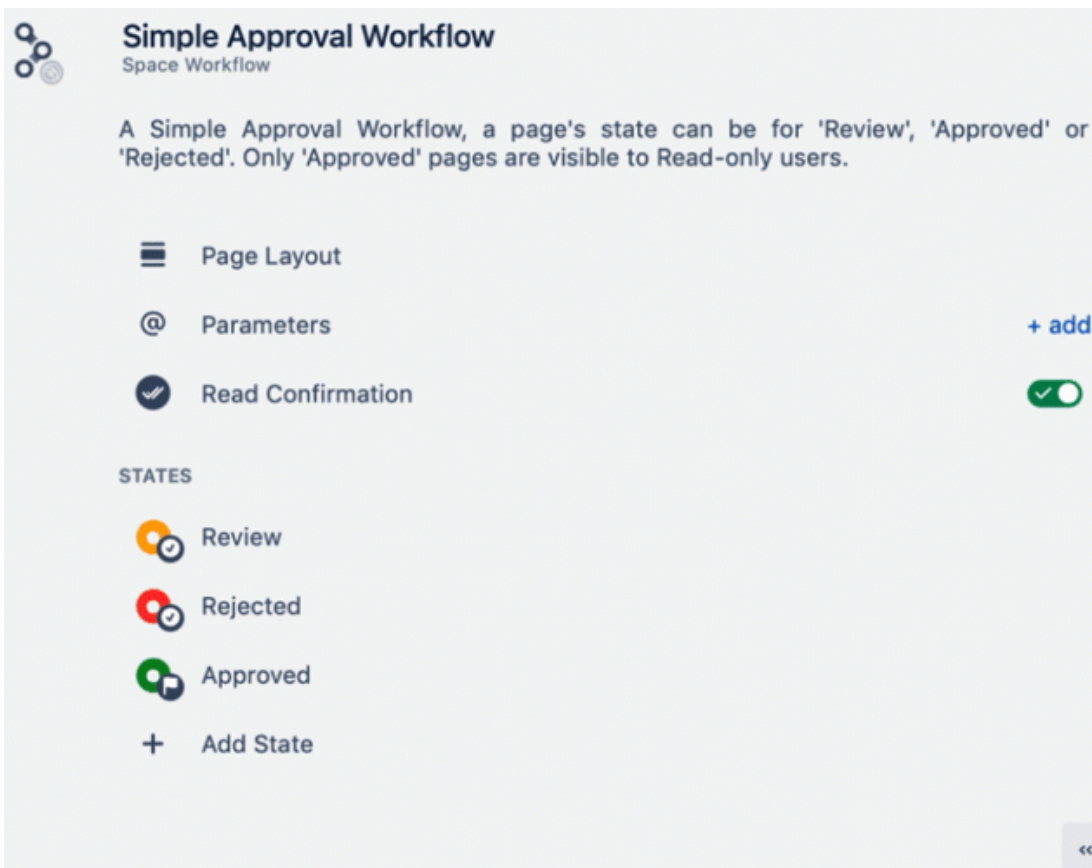 Simple Approval Workflow
Space Workflow
A Simple Approval Workflow, a page's state can be for 'Review', 'Approved' or
'Rejected'. Only 'Approved' pages are visible to Read-only users.
Page Layout
@ Parameters + add
Read Confirmation
STATES
Review
Rejected
Approved
+ Add State
«